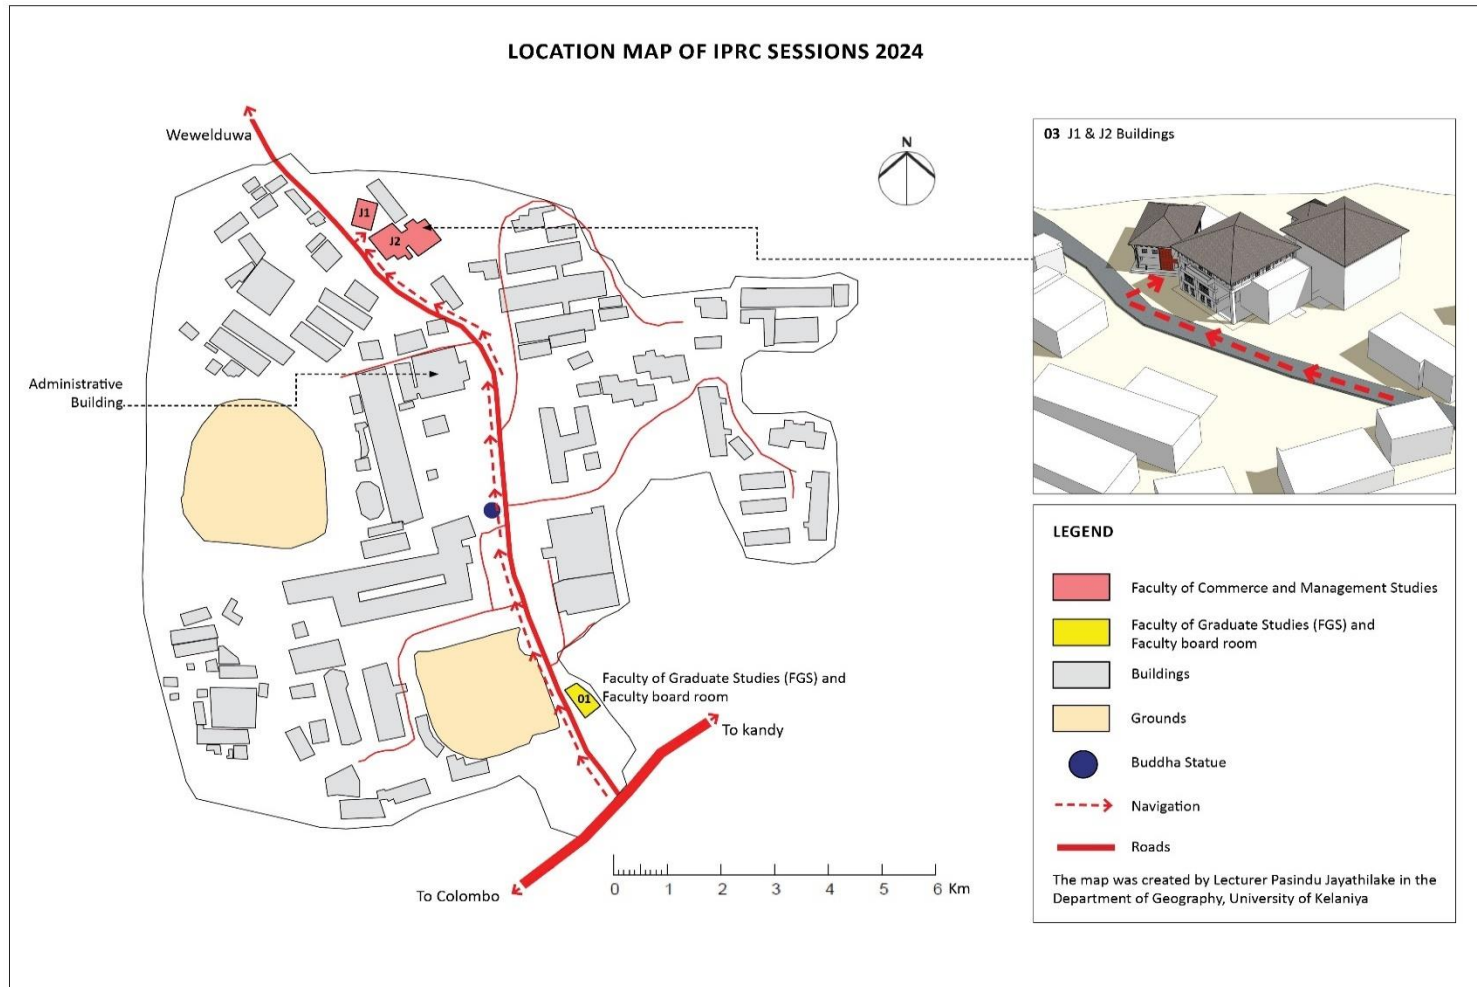 LOCATION MAP OF IPRC SESSIONS 2024
Wewelduwa
N
03 J1 & J2 Buildings
J1
J2
Administrative
Building
Faculty of Graduate Studies (FGS) and
Faculty board room
01
To kandy
To Colombo
0 1 2 3 4 5 6 Km
LEGEND
Faculty of Commerce and Management Studies
Faculty of Graduate Studies (FGS) and
Faculty board room
Buildings
Grounds
Buddha Statue
Navigation
Roads
The map was created by Lecturer Pasindu Jayathilake in the
Department of Geography, University of Kelaniya